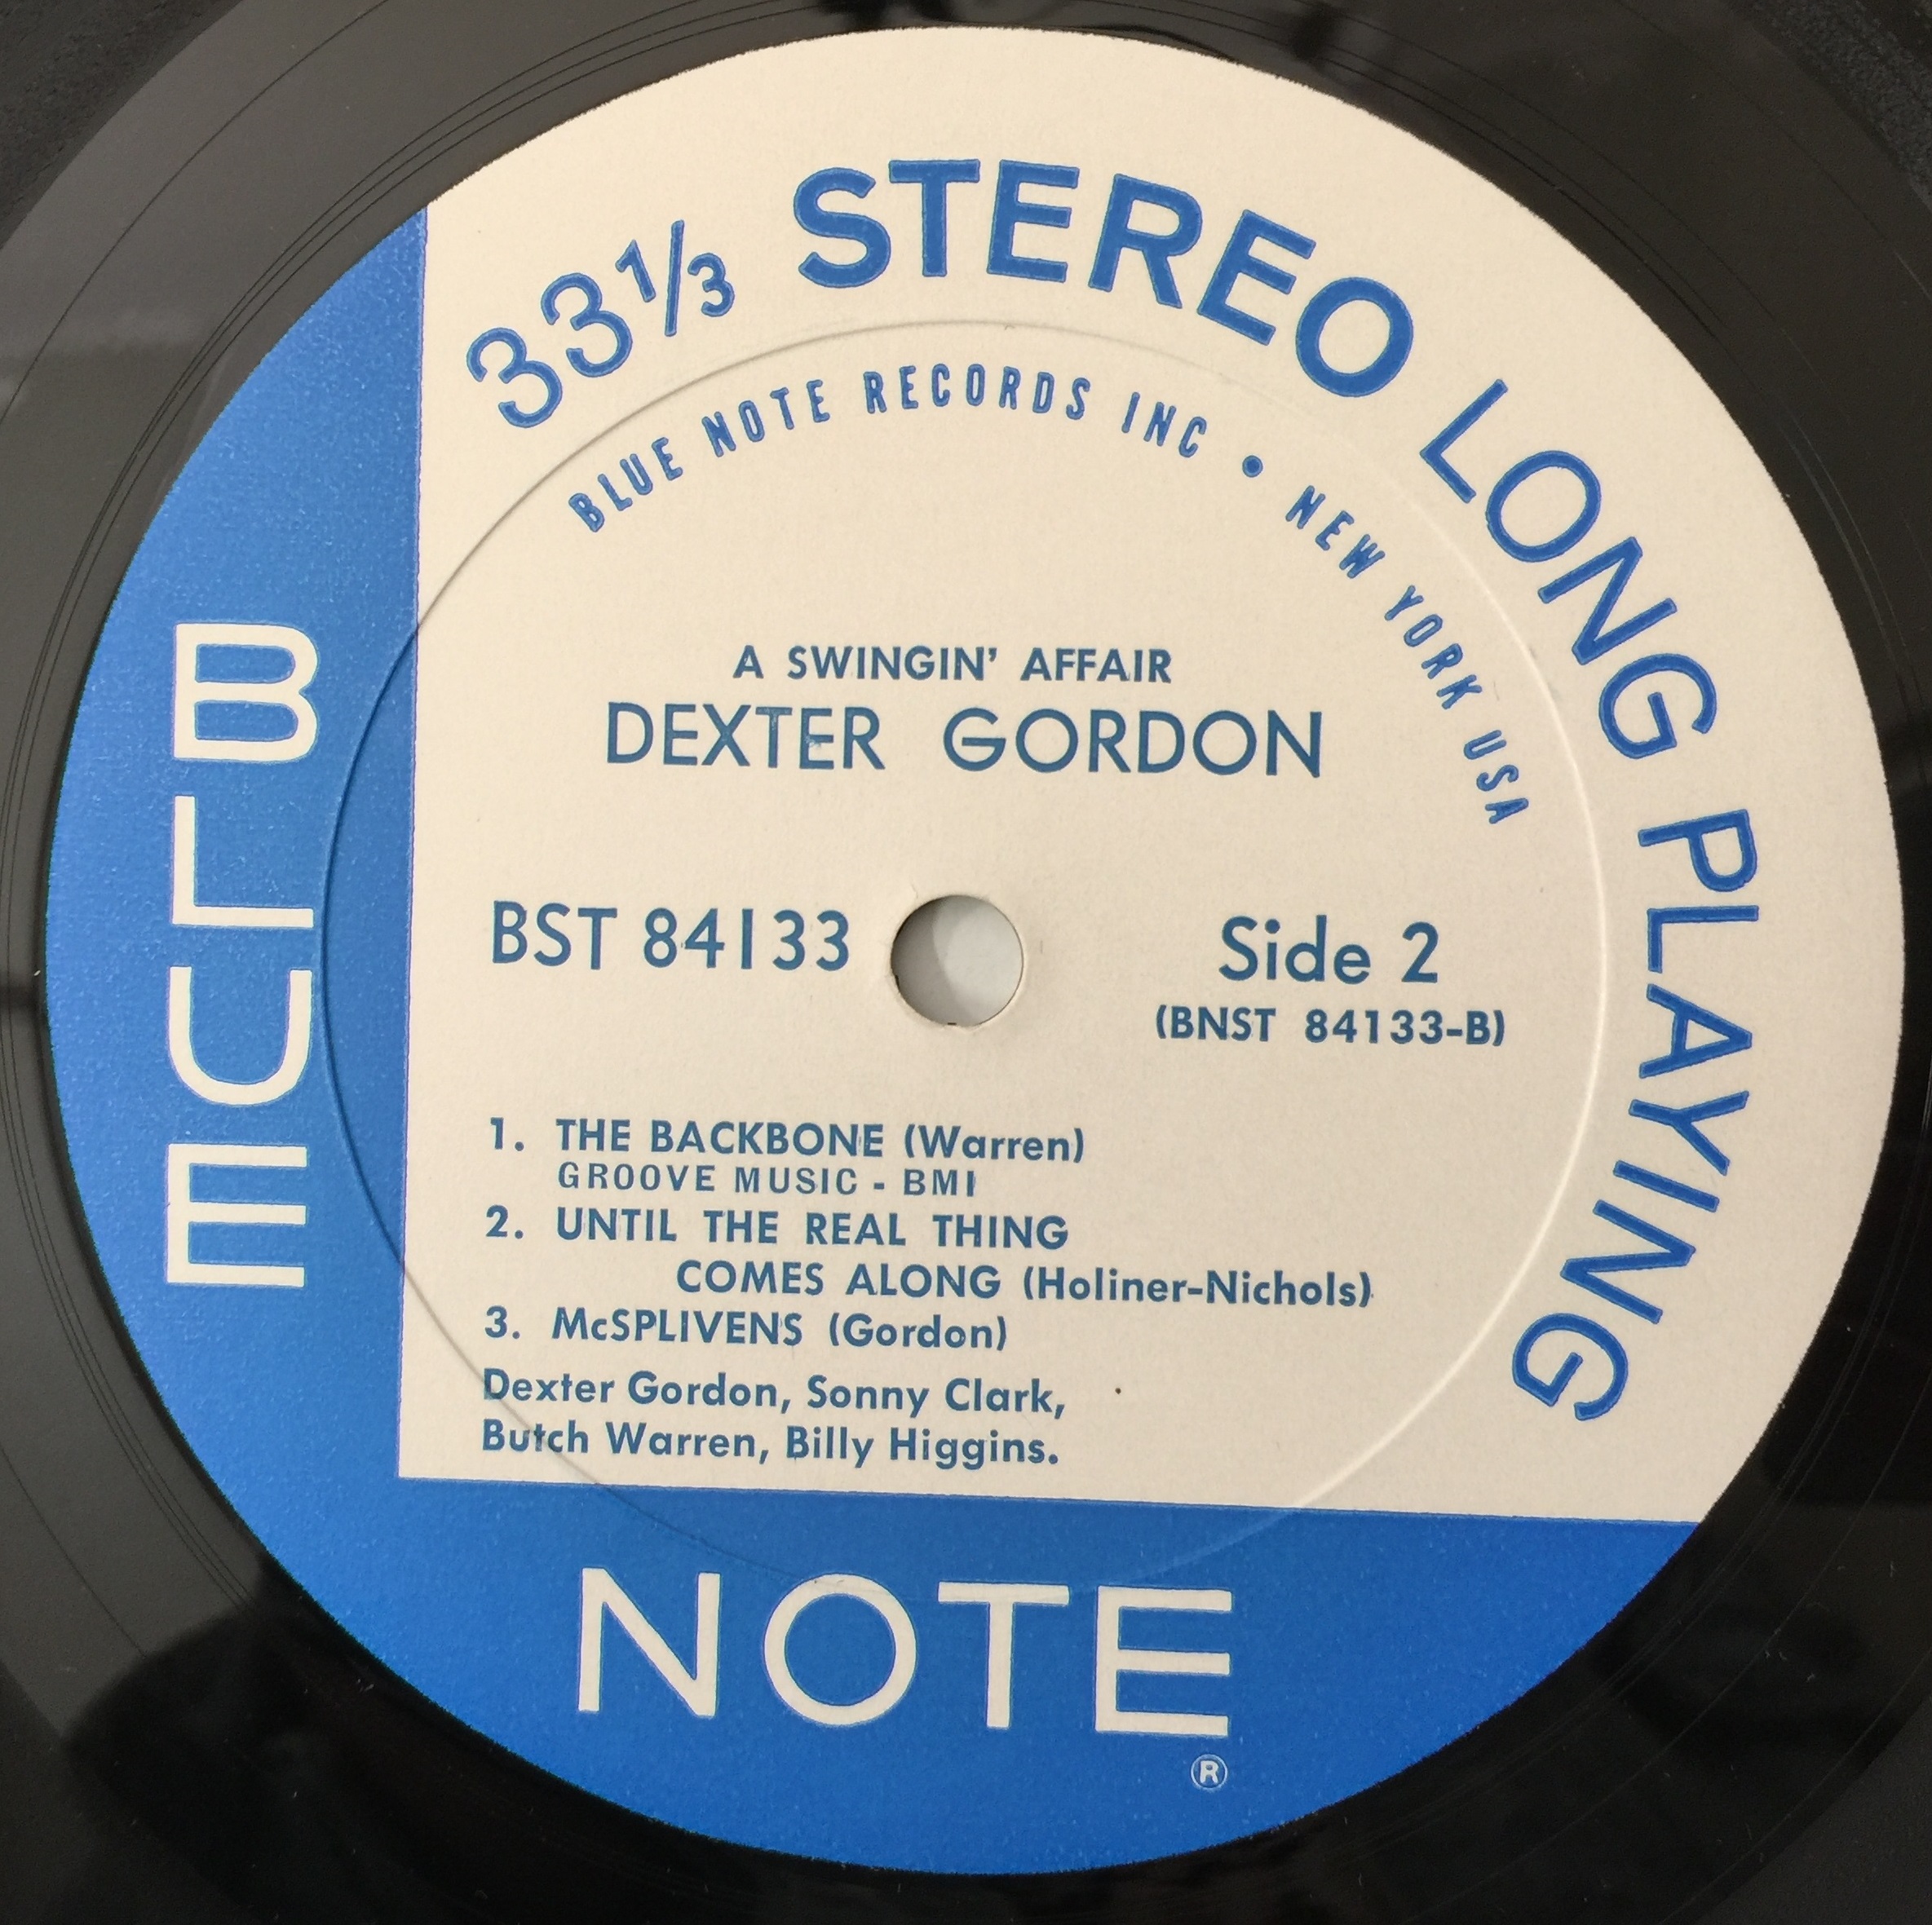 33 1/3 STEREO LONG PLAYING
BLUE NOTE RECORDS INC • NEW YORK USA
A SWINGIN' AFFAIR
DEXTER GORDON
BST 84133
Side 2
(BNST 84133-B)
1. THE BACKBONE (Warren)
GROOVE MUSIC - BMI
2. UNTIL THE REAL THING
COMES ALONG (Holiner-Nichols)
3. McSPLIVENS (Gordon)
Dexter Gordon, Sonny Clark,
Butch Warren, Billy Higgins.
BLUE
NOTE
®